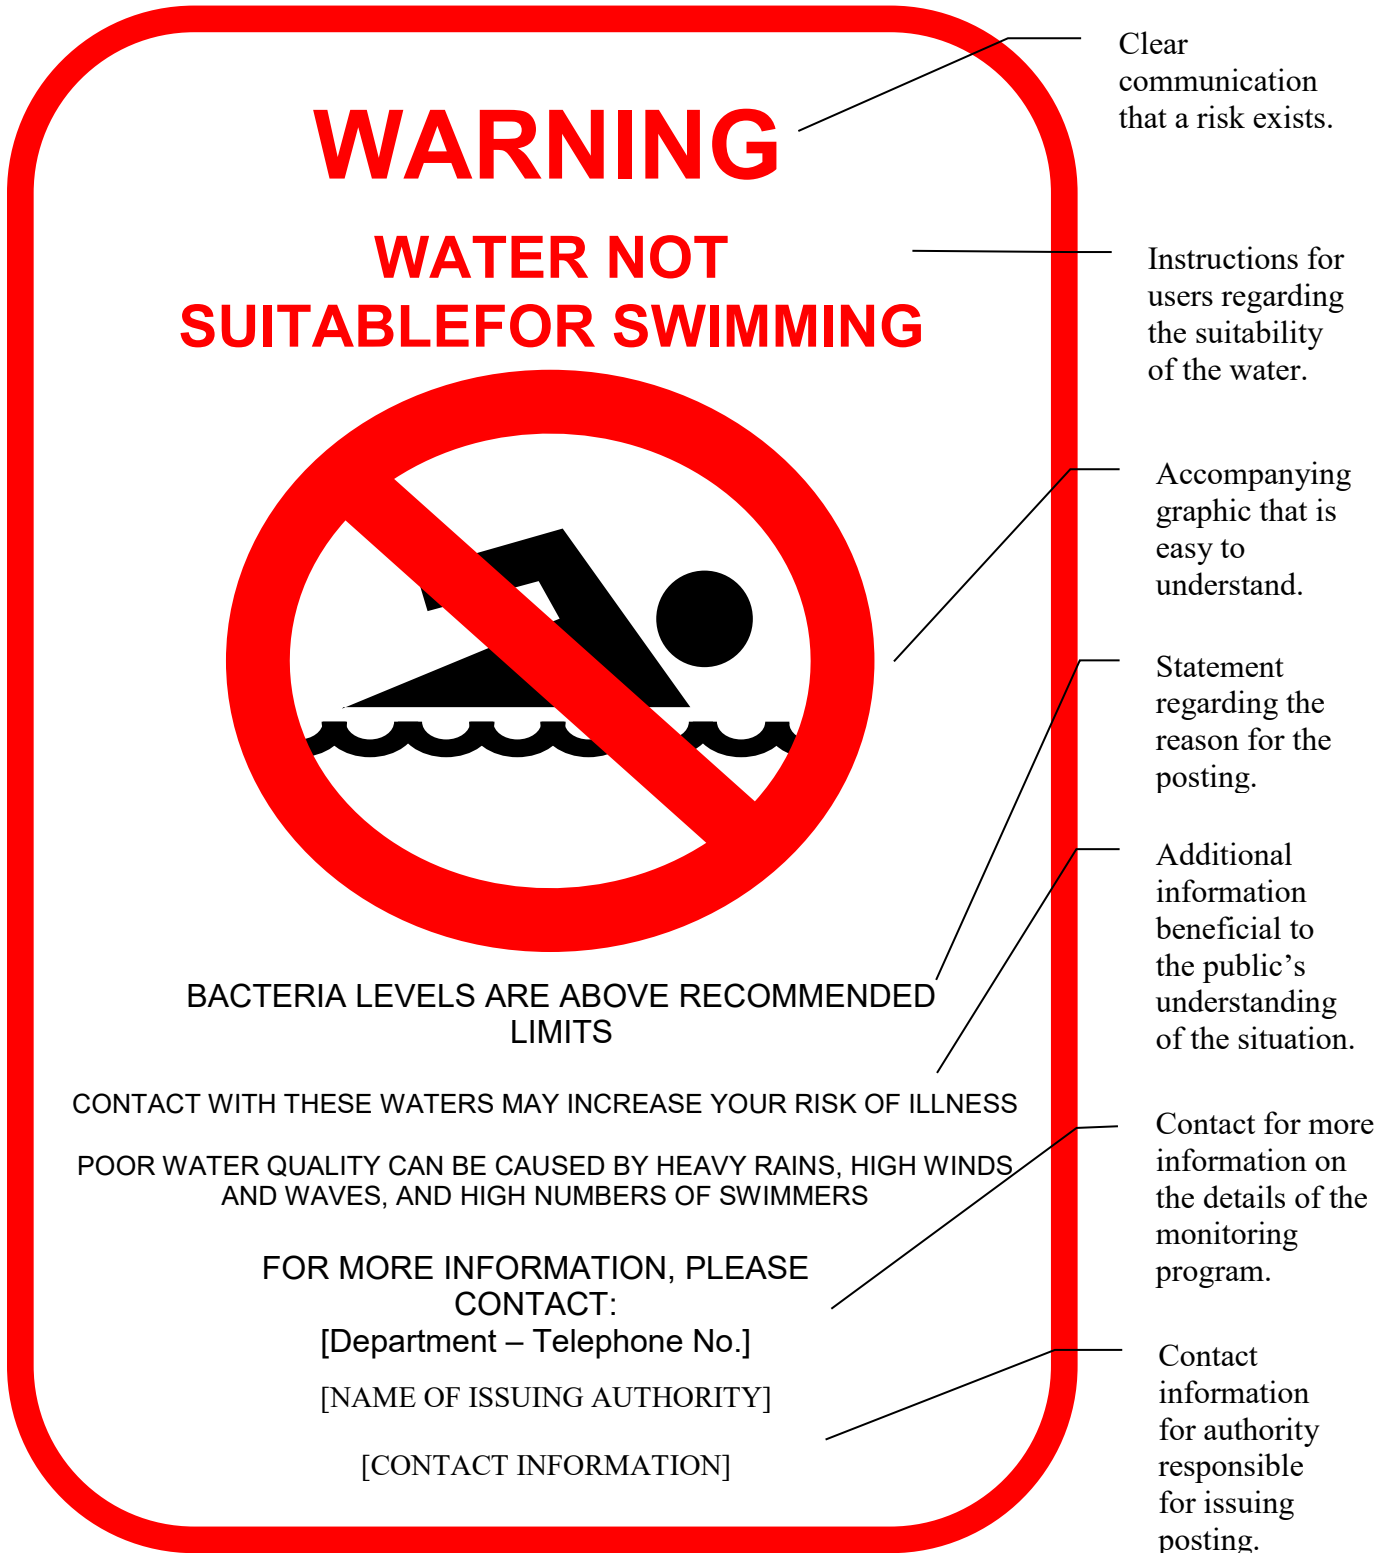 WARNING
WATER NOT
SUITABLEFOR SWIMMING
BACTERIA LEVELS ARE ABOVE RECOMMENDED
LIMITS
CONTACT WITH THESE WATERS MAY INCREASE YOUR RISK OF ILLNESS
POOR WATER QUALITY CAN BE CAUSED BY HEAVY RAINS, HIGH WINDS
AND WAVES, AND HIGH NUMBERS OF SWIMMERS
FOR MORE INFORMATION, PLEASE
CONTACT:
[Department – Telephone No.]
[NAME OF ISSUING AUTHORITY]
[CONTACT INFORMATION]
Clear
communication
that a risk exists.
Instructions for
users regarding
the suitability
of the water.
Accompanying
graphic that is
easy to
understand.
Statement
regarding the
reason for the
posting.
Additional
information
beneficial to
the public’s
understanding
of the situation.
Contact for more
information on
the details of the
monitoring
program.
Contact
information
for authority
responsible
for issuing
posting.